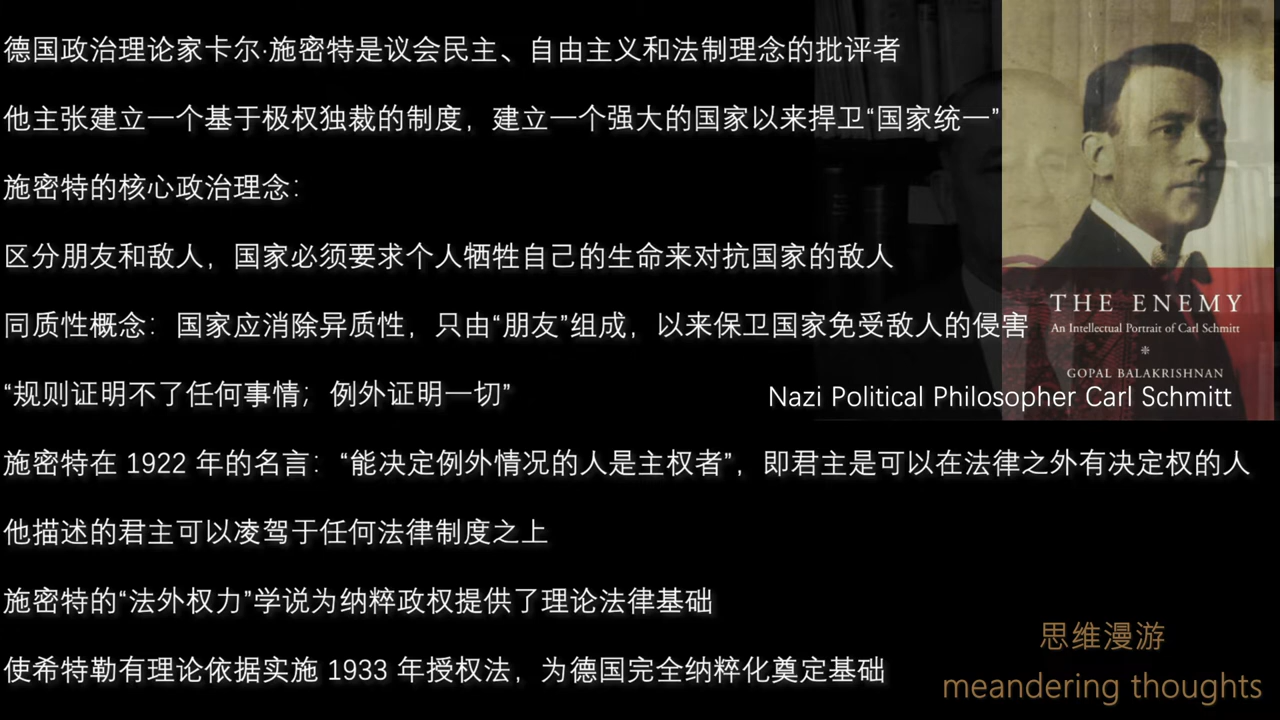 德国政治理论家卡尔·施密特是议会民主、自由主义和法制理念的批评者
他主张建立一个基于极权独裁的制度，建立一个强大的国家以来捍卫“国家统一”
施密特的核心政治理念：
区分朋友和敌人，国家必须要求个人牺牲自己的生命来对抗国家的敌人
同质性概念：国家应消除异质性，只由“朋友”组成，以来保卫国家免受敌人的侵害
“规则证明不了任何事情；例外证明一切”
施密特在 1922 年的名言：“能决定例外情况的人是主权者”，即君主是可以在法律之外有决定权的人
他描述的君主可以凌驾于任何法律制度之上
施密特的“法外权力”学说为纳粹政权提供了理论法律基础
使希特勒有理论依据实施 1933 年授权法，为德国完全纳粹化奠定基础
THE ENEMY
An Intellectual Portrait of Carl Schmitt
GOPAL BALAKRISHNAN
Nazi Political Philosopher Carl Schmitt
思维漫游
meandering thoughts